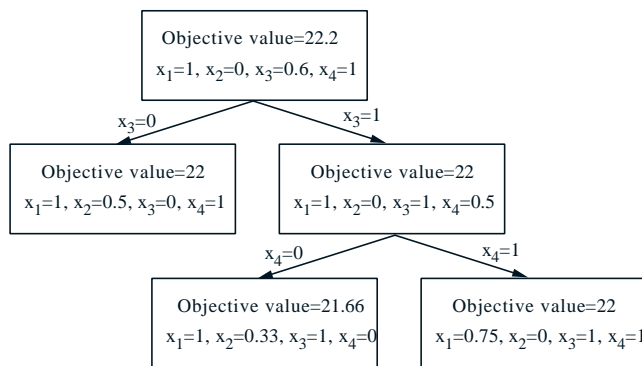 Objective value=22.2
x₁=1, x₂=0, x₃=0.6, x₄=1
x₃=0
x₃=1
Objective value=22
x₁=1, x₂=0.5, x₃=0, x₄=1
Objective value=22
x₁=1, x₂=0, x₃=1, x₄=0.5
x₄=0
x₄=1
Objective value=21.66
x₁=1, x₂=0.33, x₃=1, x₄=0
Objective value=22
x₁=0.75, x₂=0, x₃=1, x₄=1